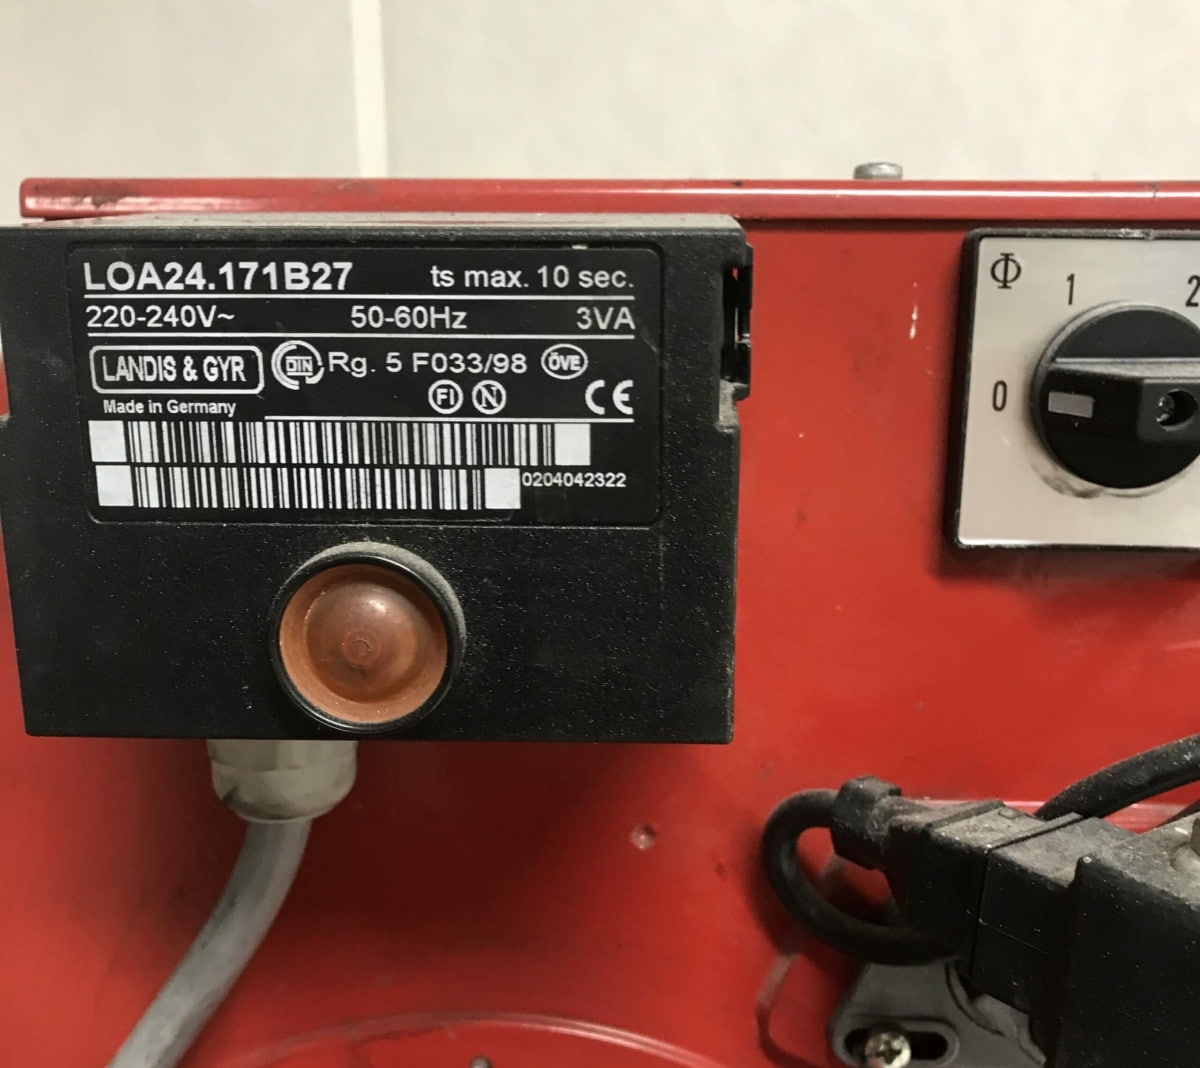 LOA24.171B27 ts max. 10 sec.
220-240V~ 50-60Hz 3VA
LANDIS & GYR DIN Rg. 5 F033/98 ÖVE
FI N CE
Made in Germany
0204042322
Φ 1 2
0